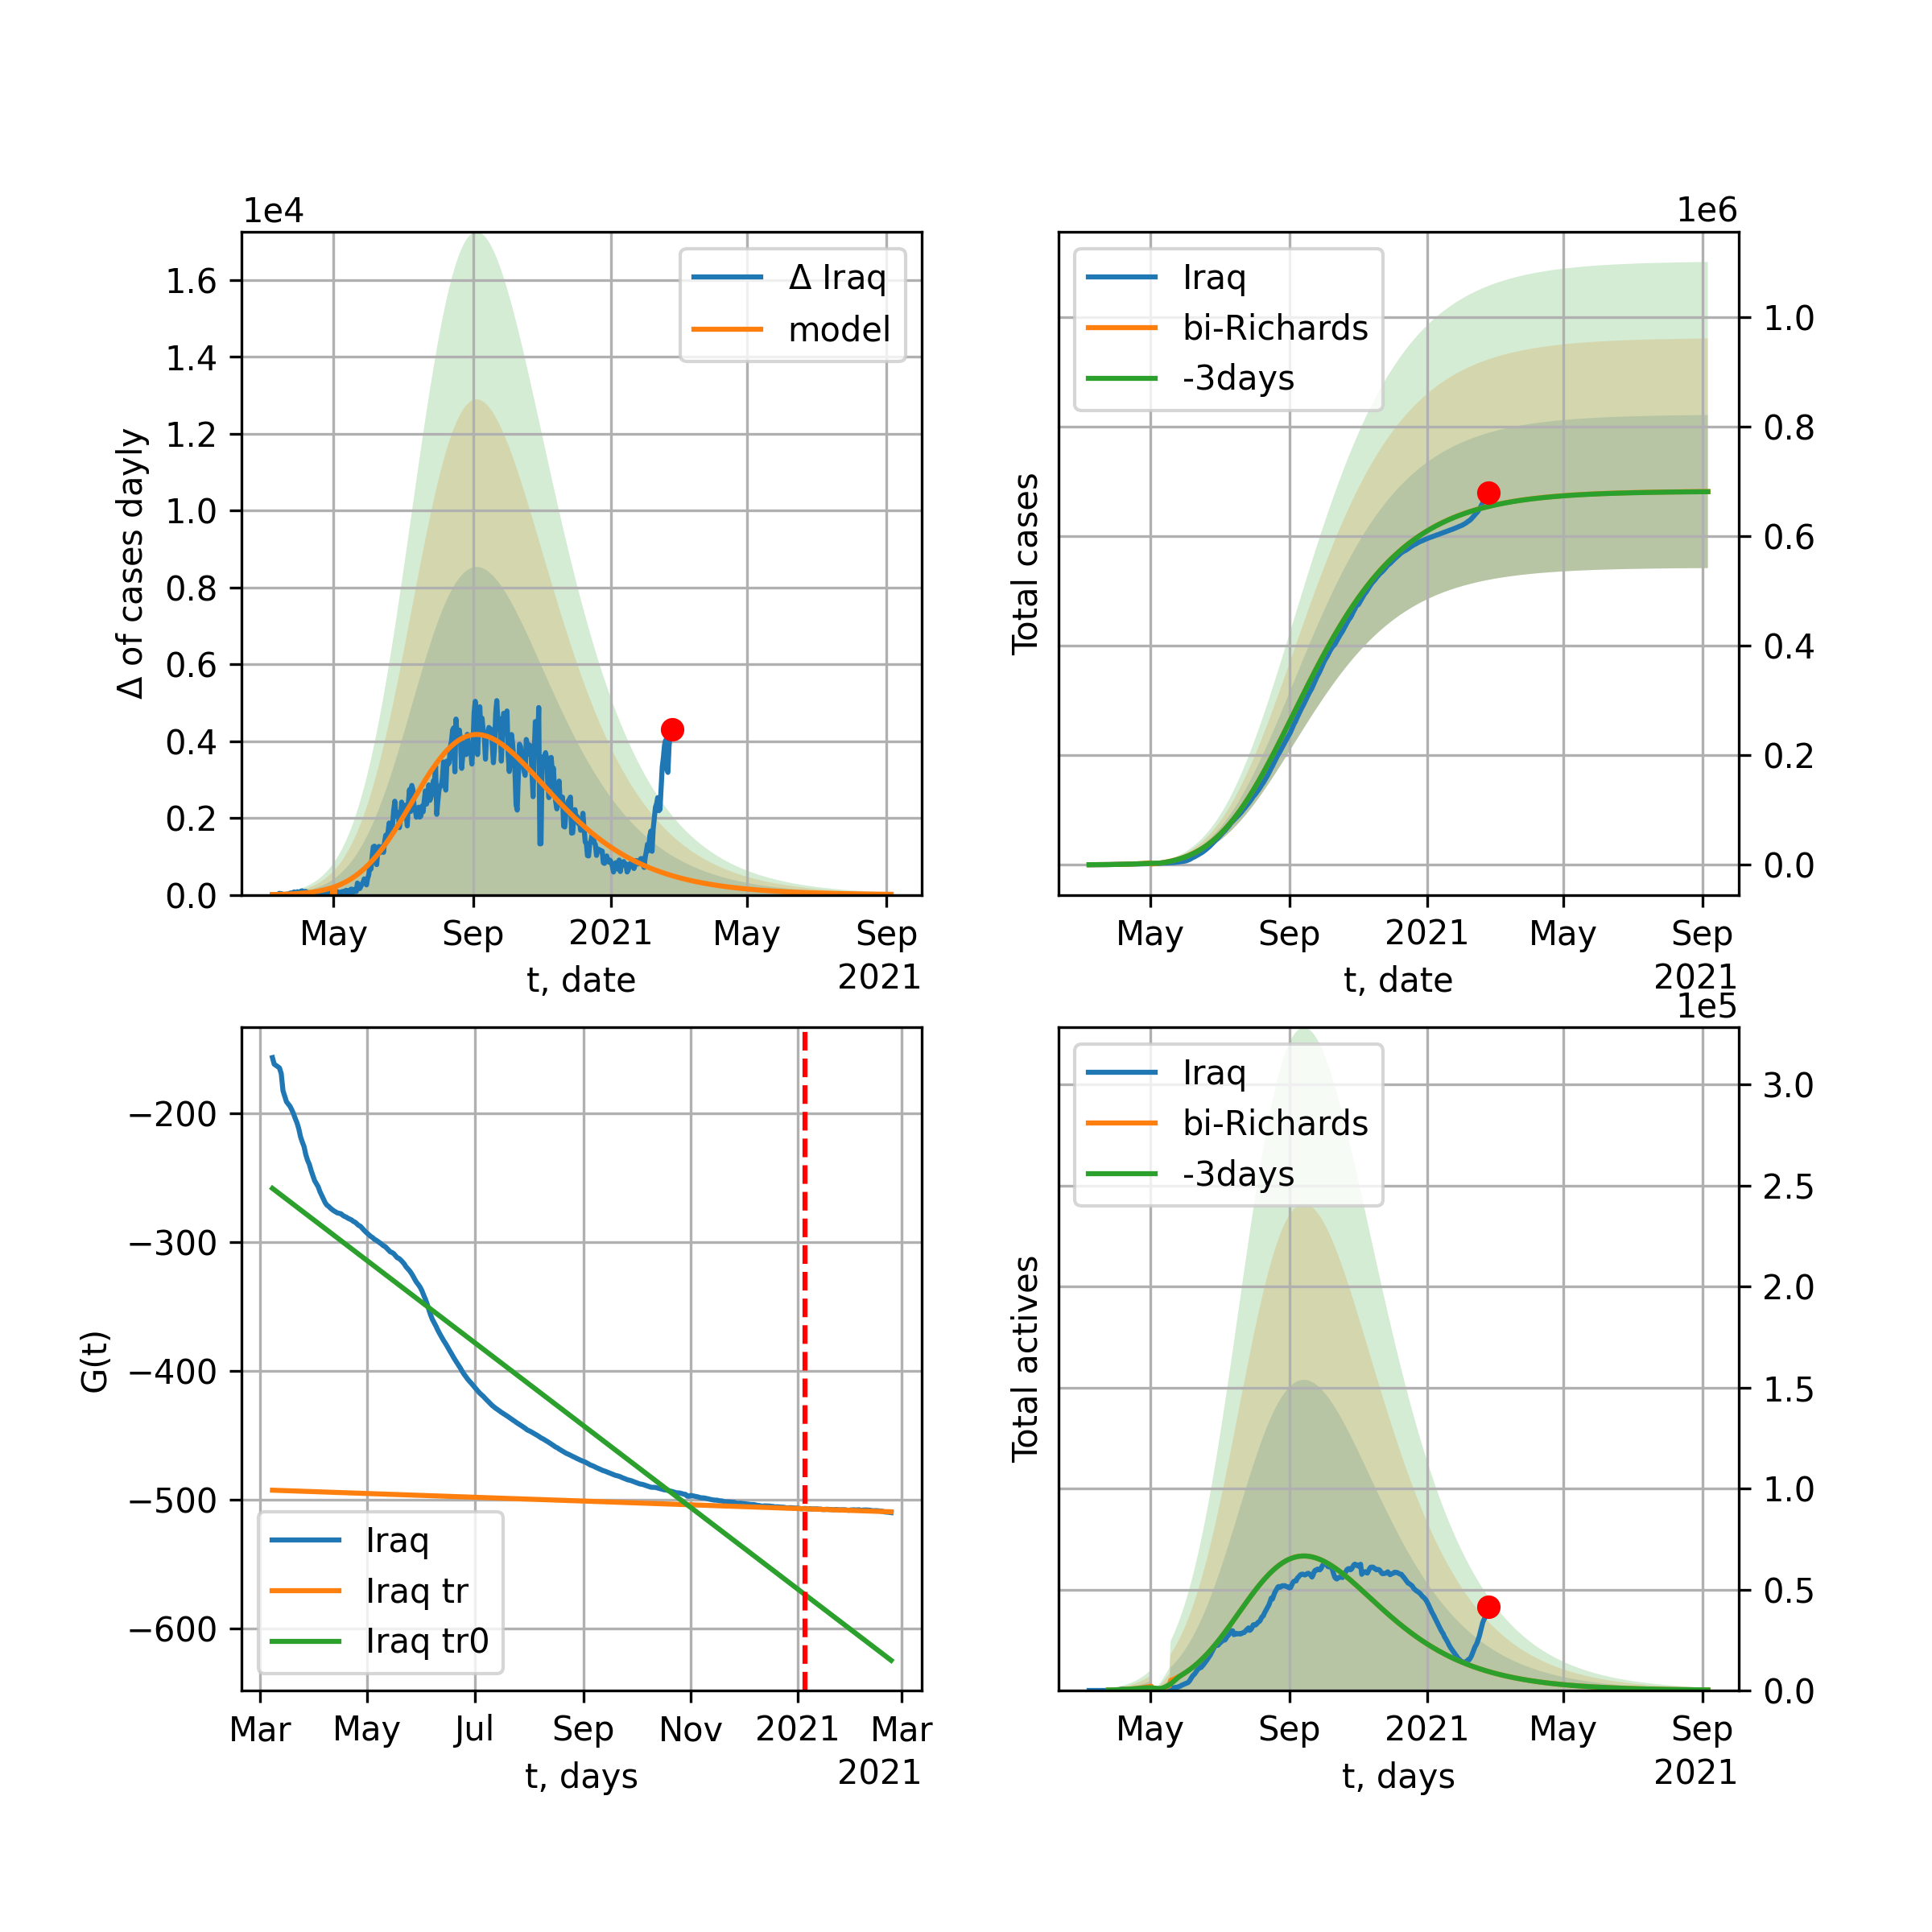 1e4
Δ of cases dayly
1.6
1.4
1.2
1.0
0.8
0.6
0.4
0.2
0.0
Δ Iraq
model
May Sep 2021 May Sep
t, date 2021
1e6
Total cases
Iraq
bi-Richards
-3days
1.0
0.8
0.6
0.4
0.2
0.0
May Sep 2021 May Sep
t, date 2021
G(t)
−200
−300
−400
−500
−600
Iraq
Iraq tr
Iraq tr0
Mar May Jul Sep Nov 2021 Mar
t, days 2021
1e5
Total actives
Iraq
bi-Richards
-3days
3.0
2.5
2.0
1.5
1.0
0.5
0.0
May Sep 2021 May Sep
t, days 2021